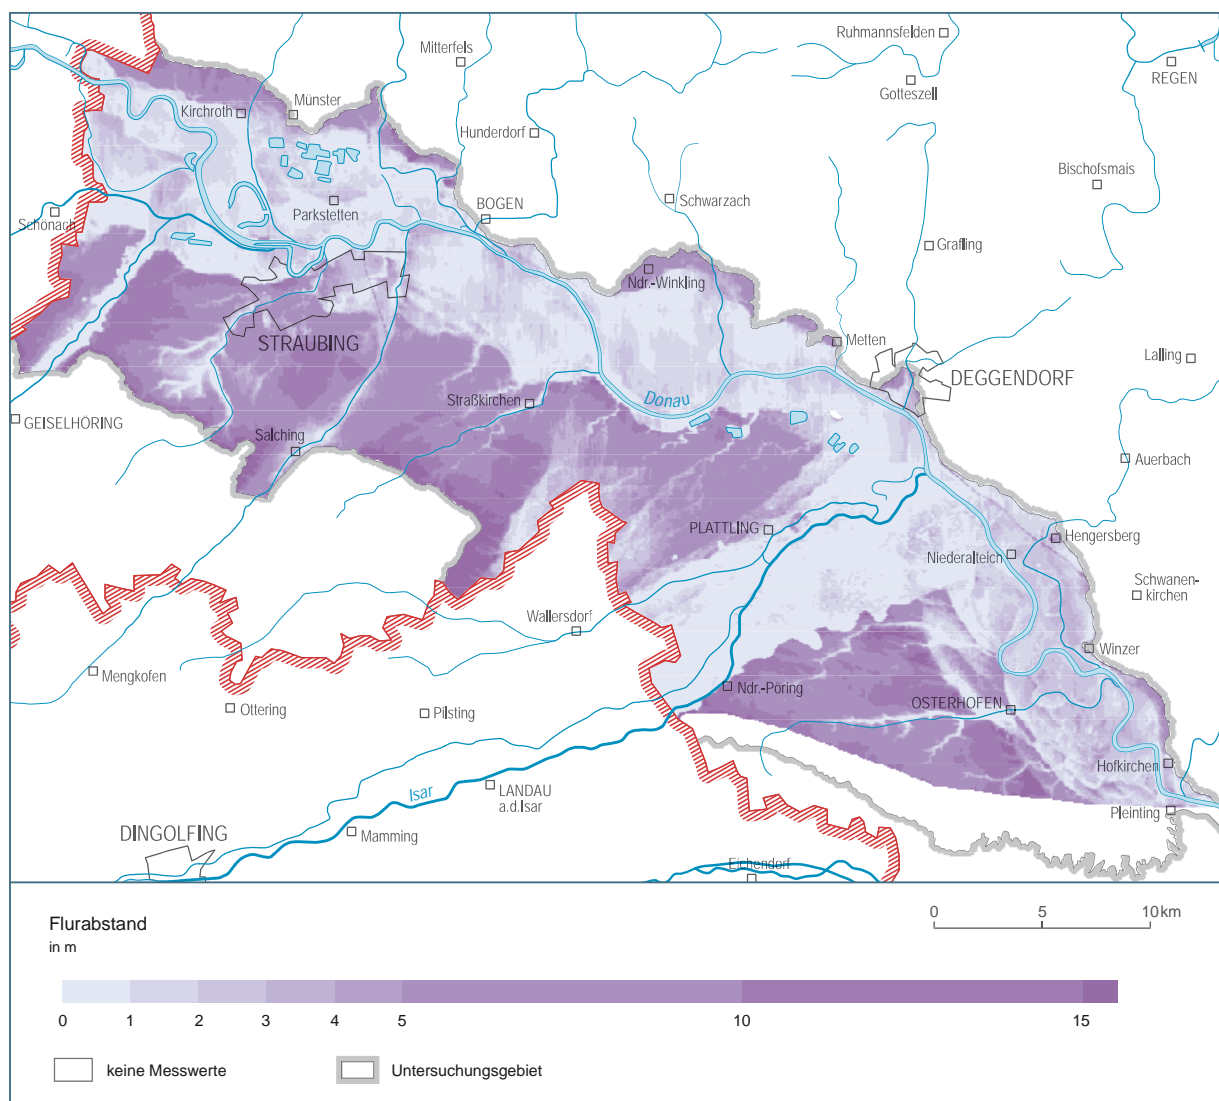 Ruhmannsfelden
Mitterfels
REGEN
Gotteszell
Münster
Kirchroth
Hunderdorf
Bischofsmais
Parkstetten
BOGEN
Schwarzach
Schönach
Grafling
Ndr.-Winkling
STRAUBING
Metten
Lalling
DEGGENDORF
Straßkirchen
Donau
GEISELHÖRING
Salching
Auerbach
PLATTLING
Hengersberg
Niederalteich
Schwanen-
kirchen
Wallersdorf
Winzer
Mengkofen
Ndr.-Pöring
OSTERHOFEN
Ottering
Pilsting
Hofkirchen
Isar
LANDAU
a.d.Isar
Pleinting
DINGOLFING
Mamming
Eichendorf
Flurabstand
in m
0 5 10 km
0 1 2 3 4 5 10 15
keine Messwerte
Untersuchungsgebiet